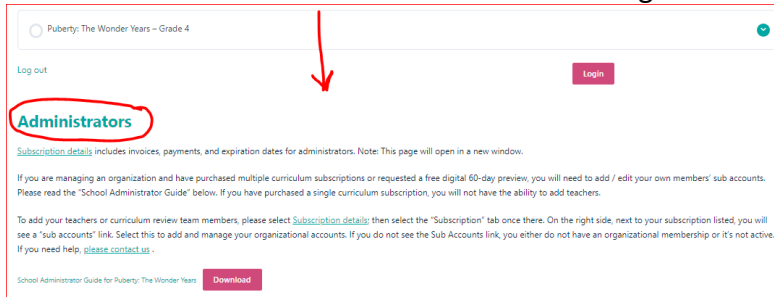 Puberty: The Wonder Years – Grade 4
Log out
Login
Administrators
Subscription details includes invoices, payments, and expiration dates for administrators. Note: This page will open in a new window.
If you are managing an organization and have purchased multiple curriculum subscriptions or requested a free digital 60-day preview, you will need to add / edit your own members' sub accounts.
Please read the "School Administrator Guide" below. If you have purchased a single curriculum subscription, you will not have the ability to add teachers.
To add your teachers or curriculum review team members, please select Subscription details; then select the "Subscription" tab once there. On the right side, next to your subscription listed, you will
see a "sub accounts" link. Select this to add and manage your organizational accounts. If you do not see the Sub Accounts link, you either do not have an organizational membership or it's not active.
If you need help, please contact us .
School Administrator Guide for Puberty: The Wonder Years Download